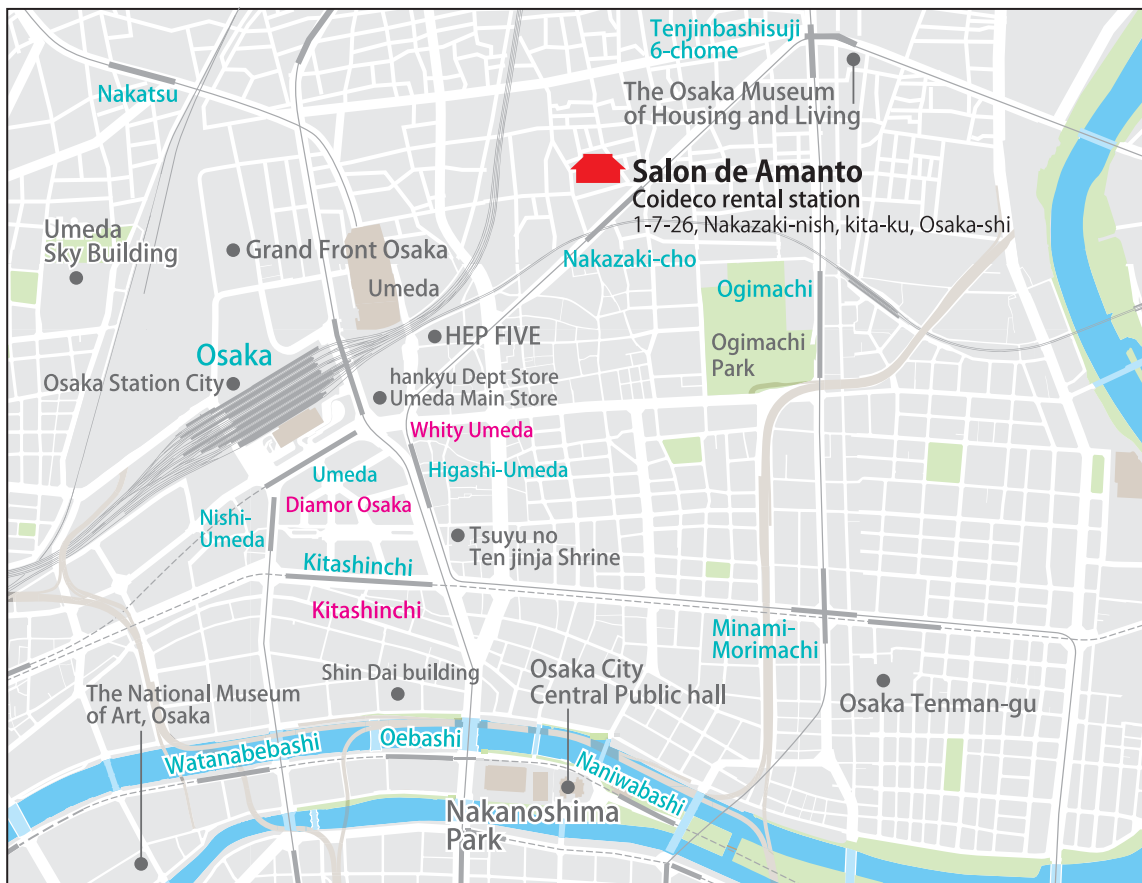 Tenjinbashisuji
6-chome
Nakatsu
The Osaka Museum
of Housing and Living
Salon de Amanto
Coideco rental station
1-7-26, Nakazaki-nish, kita-ku, Osaka-shi
Umeda
Sky Building
Grand Front Osaka
Nakazaki-cho
Umeda
Ogimachi
HEP FIVE
Ogimachi
Park
Osaka
Osaka Station City
hankyu Dept Store
Umeda Main Store
Whity Umeda
Umeda
Higashi-Umeda
Diamor Osaka
Nishi-
Umeda
Tsuyu no
Ten jinja Shrine
Kitashinchi
Kitashinchi
Minami-
Morimachi
Shin Dai building
Osaka City
Central Public hall
The National Museum
of Art, Osaka
Osaka Tenman-gu
Watanabebashi
Oebashi
Naniwabashi
Nakanoshima
Park